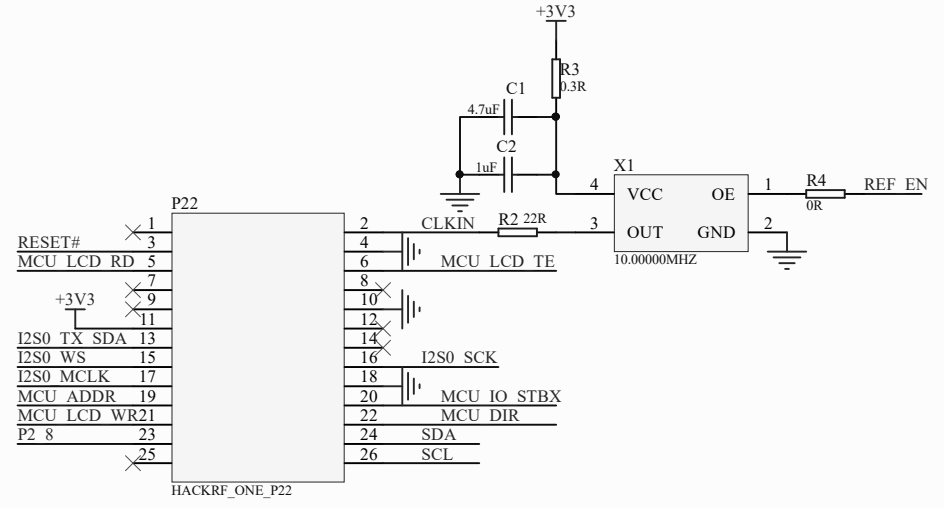 +3V3
R3
0.3R
C1
4.7uF
C2
1uF
X1
4 VCC OE 1 R4 REF_EN
0R
3 OUT GND 2
10.00000MHZ
P22
1 2 CLKIN R2 22R
RESET# 3 4
MCU_LCD_RD 5 6 MCU_LCD_TE
7 8
+3V3 9 10
11 12
I2S0_TX_SDA 13 14
I2S0_WS 15 16 I2S0_SCK
I2S0_MCLK 17 18
MCU_ADDR 19 20 MCU_IO_STBX
MCU_LCD_WR 21 22 MCU_DIR
P2_8 23 24 SDA
25 26 SCL
HACKRF_ONE_P22